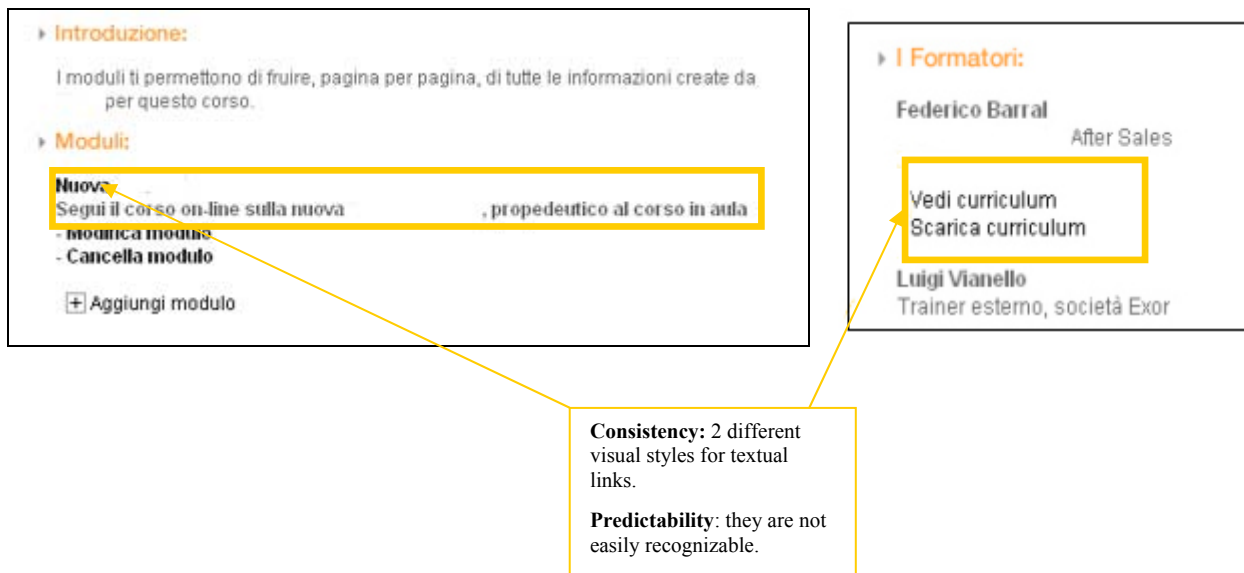 Introduzione:
I moduli ti permettono di fruire, pagina per pagina, di tutte le informazioni create da
per questo corso.
Moduli:
Nuova
Segui il corso on-line sulla nuova , propedeutico al corso in aula
- Modifica modulo
- Cancella modulo
+ Aggiungi modulo
I Formatori:
Federico Barral
After Sales
Vedi curriculum
Scarica curriculum
Luigi Vianello
Trainer esterno, società Exor
Consistency: 2 different
visual styles for textual
links.
Predictability: they are not
easily recognizable.